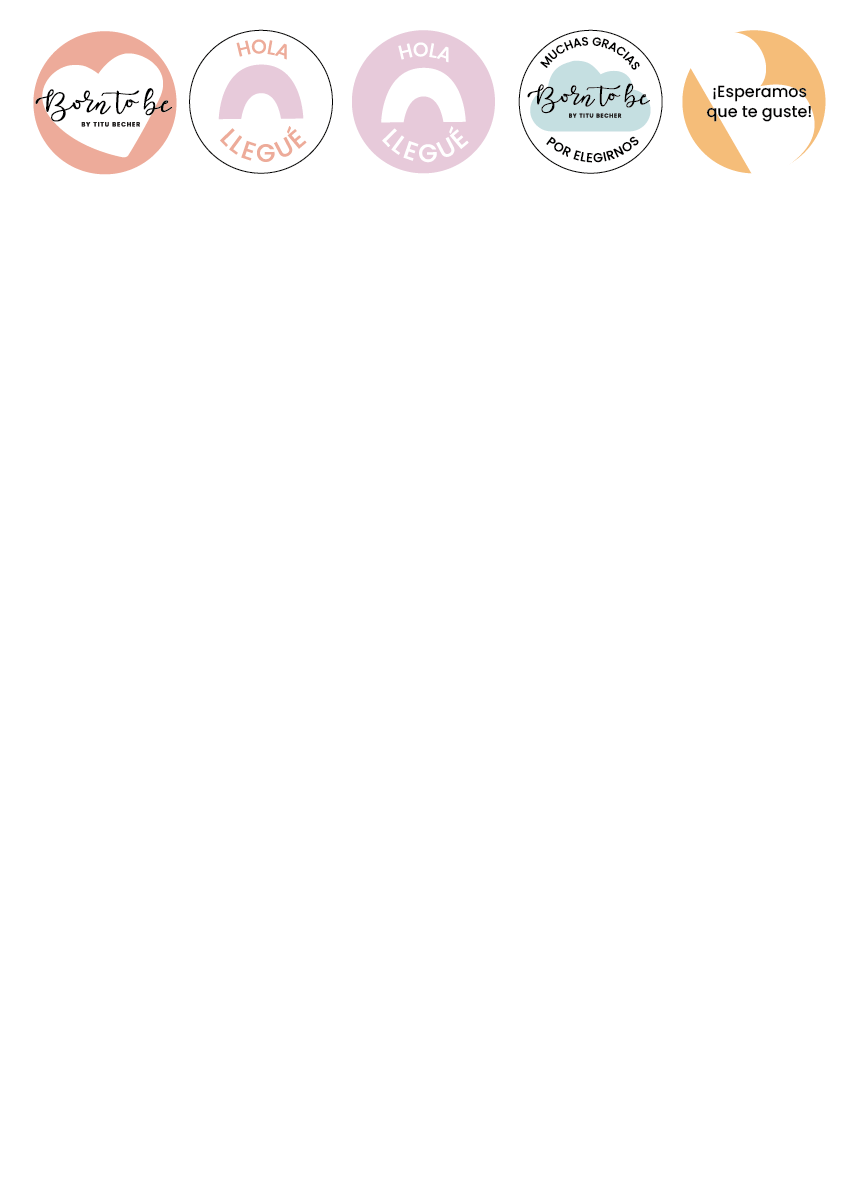 Born to be
BY TITU BECHER
HOLA
LLEGUÉ
HOLA
LLEGUÉ
MUCHAS GRACIAS
Born to be
BY TITU BECHER
POR ELEGIRNOS
¡Esperamos
que te guste!